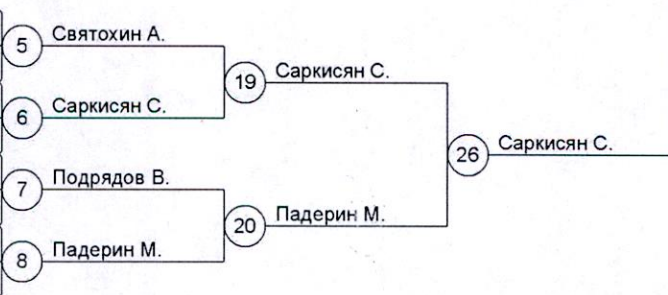 5 Святохин А.
19 Саркисян С.
6 Саркисян С.
26 Саркисян С.
7 Подрядов В.
20 Падерин М.
8 Падерин М.